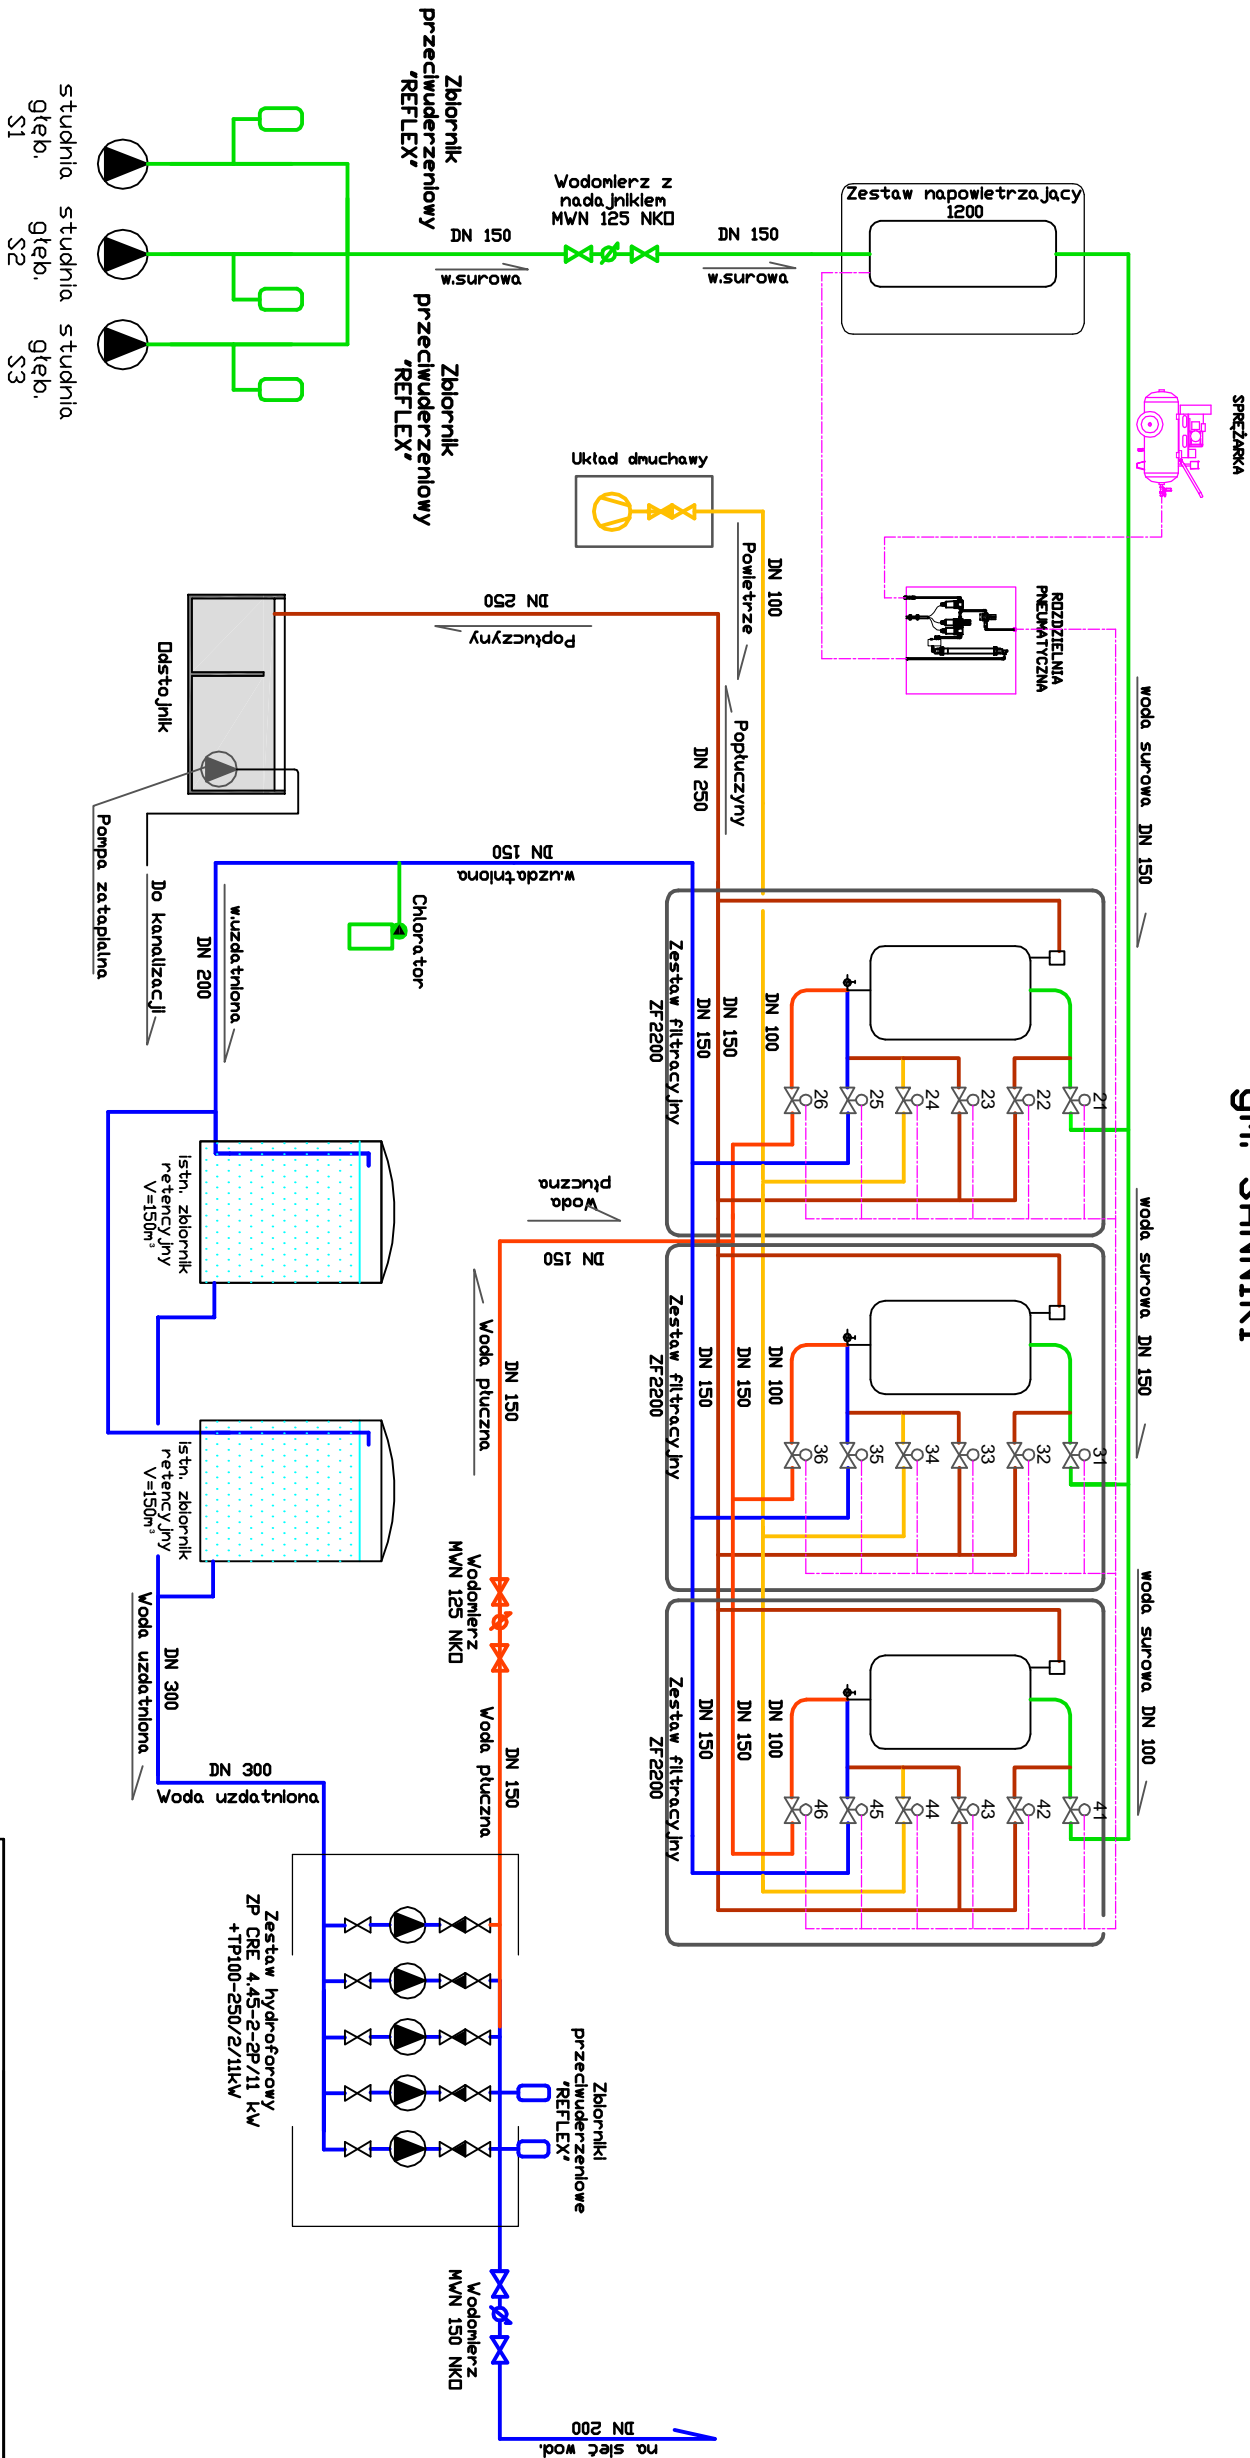 gm. SANNIKI
SPRĘŻARKA
ROZDZIELNIA
PNEUMATYCZNA
Zestaw napowietrzający
1200
Wodomierz z
nadajnikiem
MWN 125 NKO
DN 150
w.surowa
DN 150
w.surowa
Zbiornik
przeciwuderzeniowy
"REFLEX"
Zbiornik
przeciwuderzeniowy
"REFLEX"
studnia
głęb.
S1
studnia
głęb.
S2
studnia
głęb.
S3
Układ dmuchawy
DN 100
Powietrze
DN 250
Popłuczyny
Popłuczyny
DN 250
Odstojnik
Pompa zatapialna
Do kanalizacji
woda surowa DN 150
woda surowa DN 150
woda surowa DN 100
DN 150
w.uzdatniona
Chlorator
w.uzdatniona
DN 200
21
22
23
24
25
26
DN 100
DN 150
DN 150
Zestaw filtracyjny
ZF2200
31
32
33
34
35
36
DN 100
DN 150
DN 150
Zestaw filtracyjny
ZF2200
41
42
43
44
45
46
DN 100
DN 150
DN 150
Zestaw filtracyjny
ZF2200
Woda
płuczna
DN 150
DN 150
Woda płuczna
Wodomierz
MWN 125 NKO
DN 150
Woda płuczna
istn. zbiornik
retencyjny
V=150m³
istn. zbiornik
retencyjny
V=150m³
DN 300
Woda uzdatniona
DN 300
Woda uzdatniona
Zestaw hydroforowy
ZP CRE 4.45-2-2P/11 kW
+TP100-250/2/11kW
Zbiorniki
przeciwuderzeniowe
"REFLEX"
Wodomierz
MWN 150 NKO
DN 200
na sieć wod.